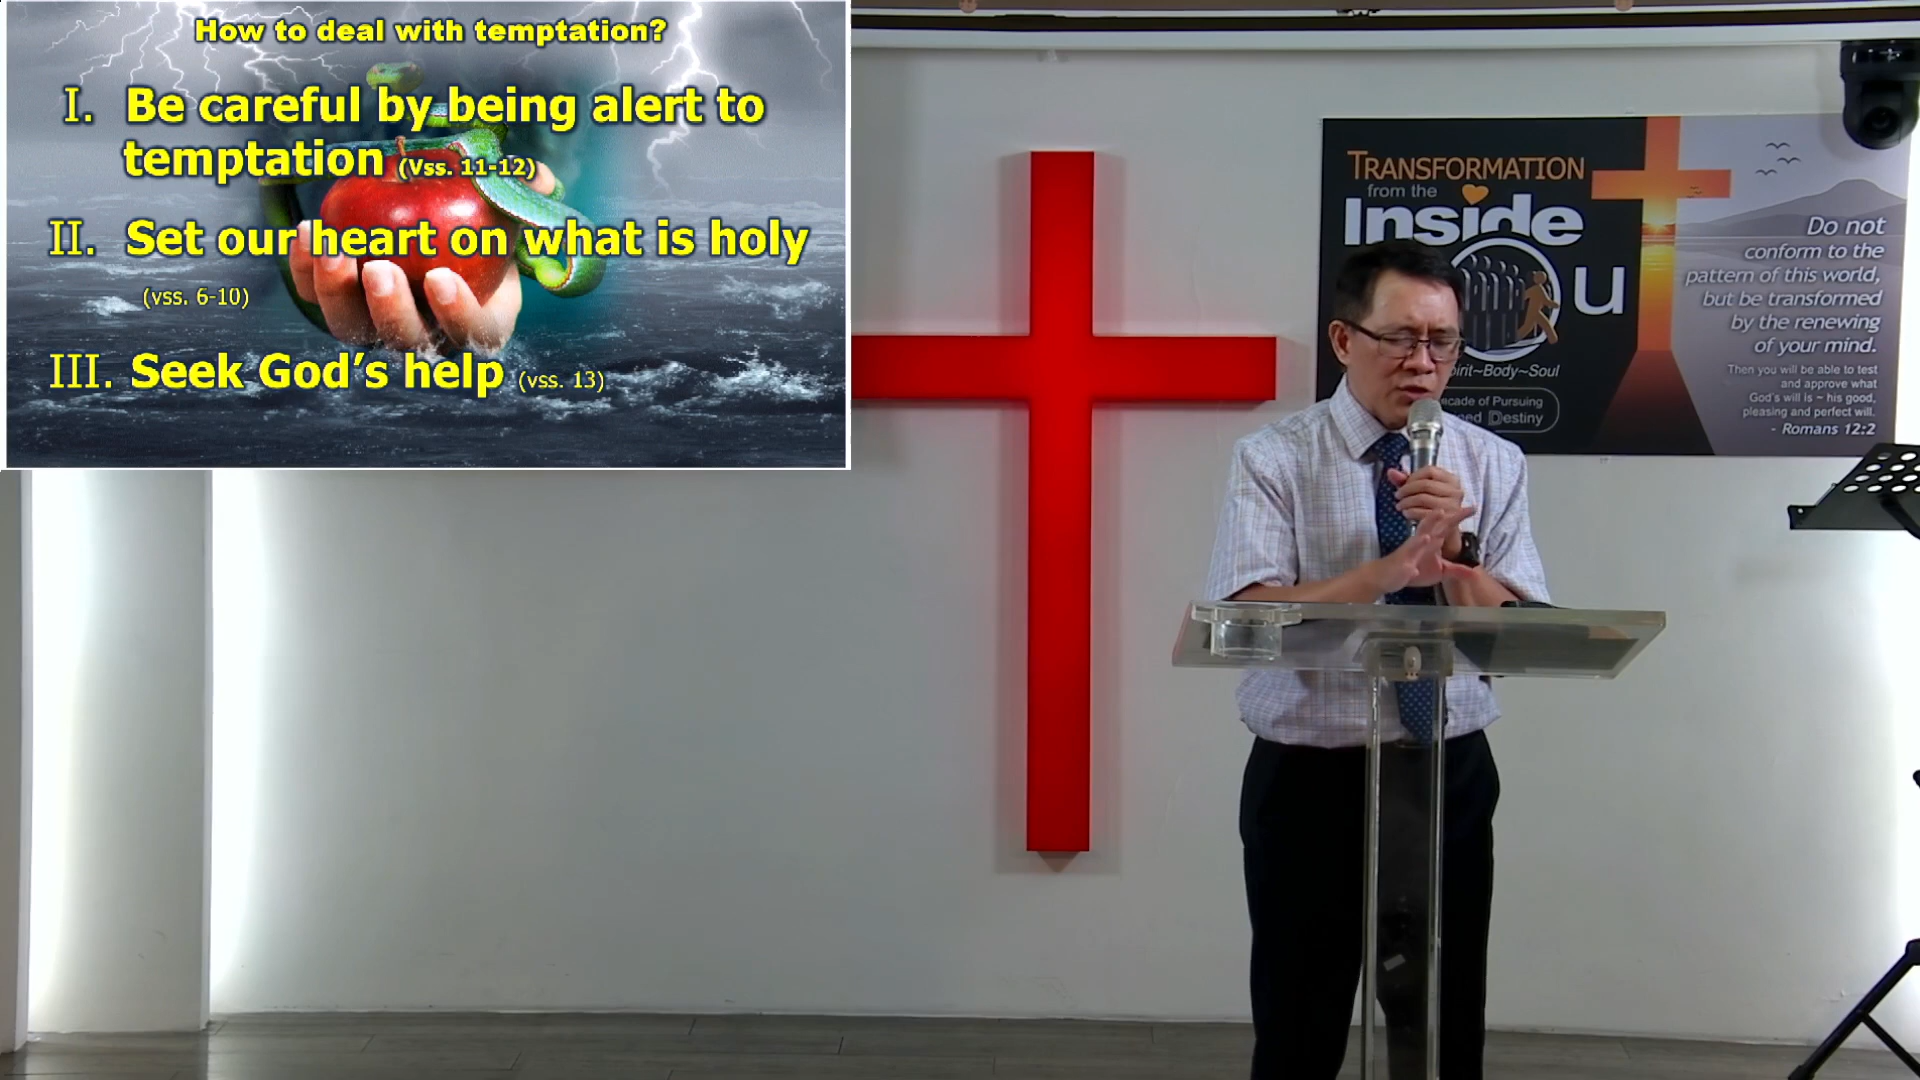 How to deal with temptation?
I. Be careful by being alert to
temptation (Vss. 11-12)
II. Set our heart on what is holy
(vss. 6-10)
III. Seek God's help (vss. 13)
TRANSFORMATION
from the
Inside
u
Spirit~Body~Soul
of Pursuing
Destiny
Do not
conform to the
pattern of this world,
but be transformed
by the renewing
of your mind.
Then you will be able to test
and approve what
God's will is ~ his good,
pleasing and perfect will.
- Romans 12:2